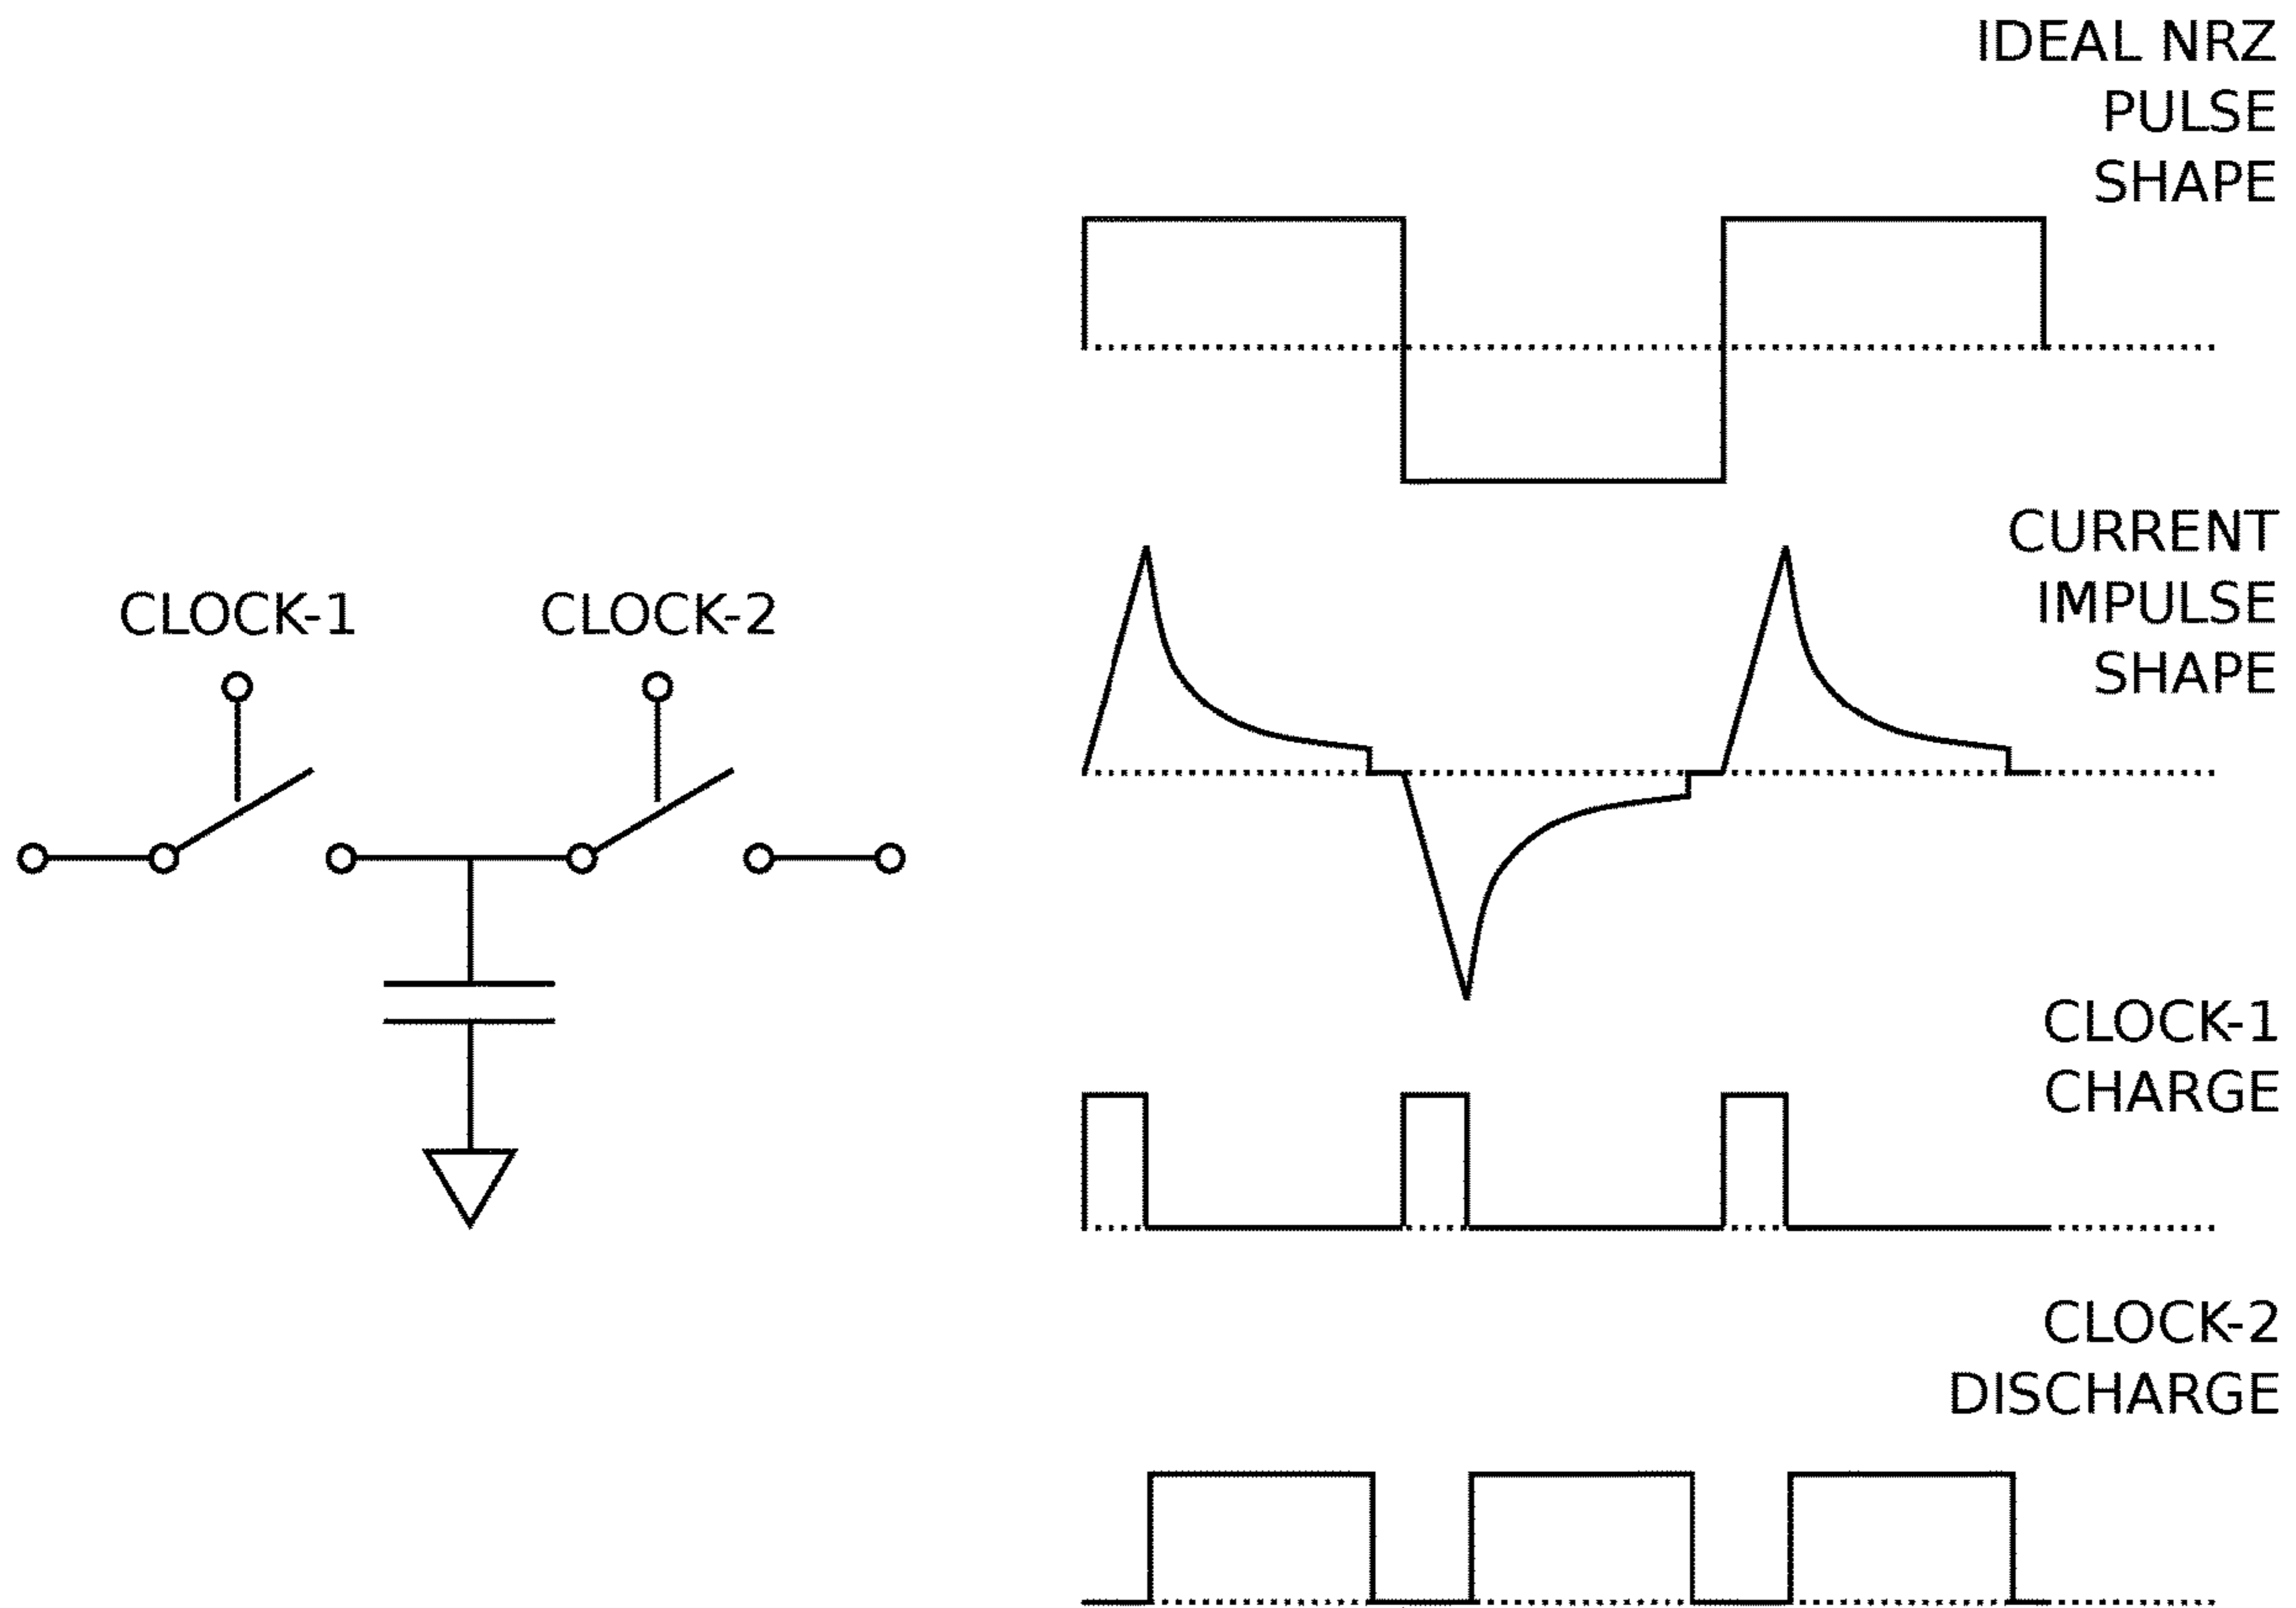 IDEAL NRZ
PULSE
SHAPE
CURRENT
IMPULSE
SHAPE
CLOCK-1
CLOCK-2
CLOCK-1
CHARGE
CLOCK-2
DISCHARGE